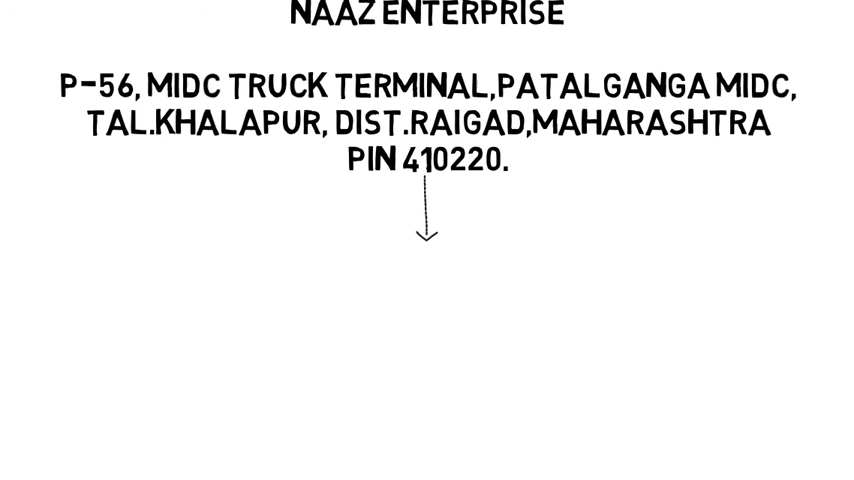 NAAZ ENTERPRISE
P-56, MIDC TRUCK TERMINAL,PATALGANGA MIDC,
TAL.KHALAPUR, DIST.RAIGAD,MAHARASHTRA
PIN 410220.